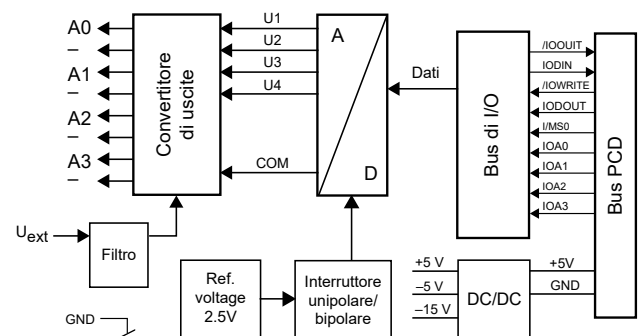 A0
–
A1
–
A2
–
A3
–
Convertitore
di uscite
U1
U2
U3
U4
COM
A
D
Dati
Bus di I/O
/IOOUIT
IODIN
/IOWRITE
IODOUT
I/MS0
IOA0
IOA1
IOA2
IOA3
Bus PCD
Uext
Filtro
Ref.
voltage
2.5V
Interruttore
unipolare/
bipolare
+5 V
–5 V
–15 V
DC/DC
+5V
GND
GND